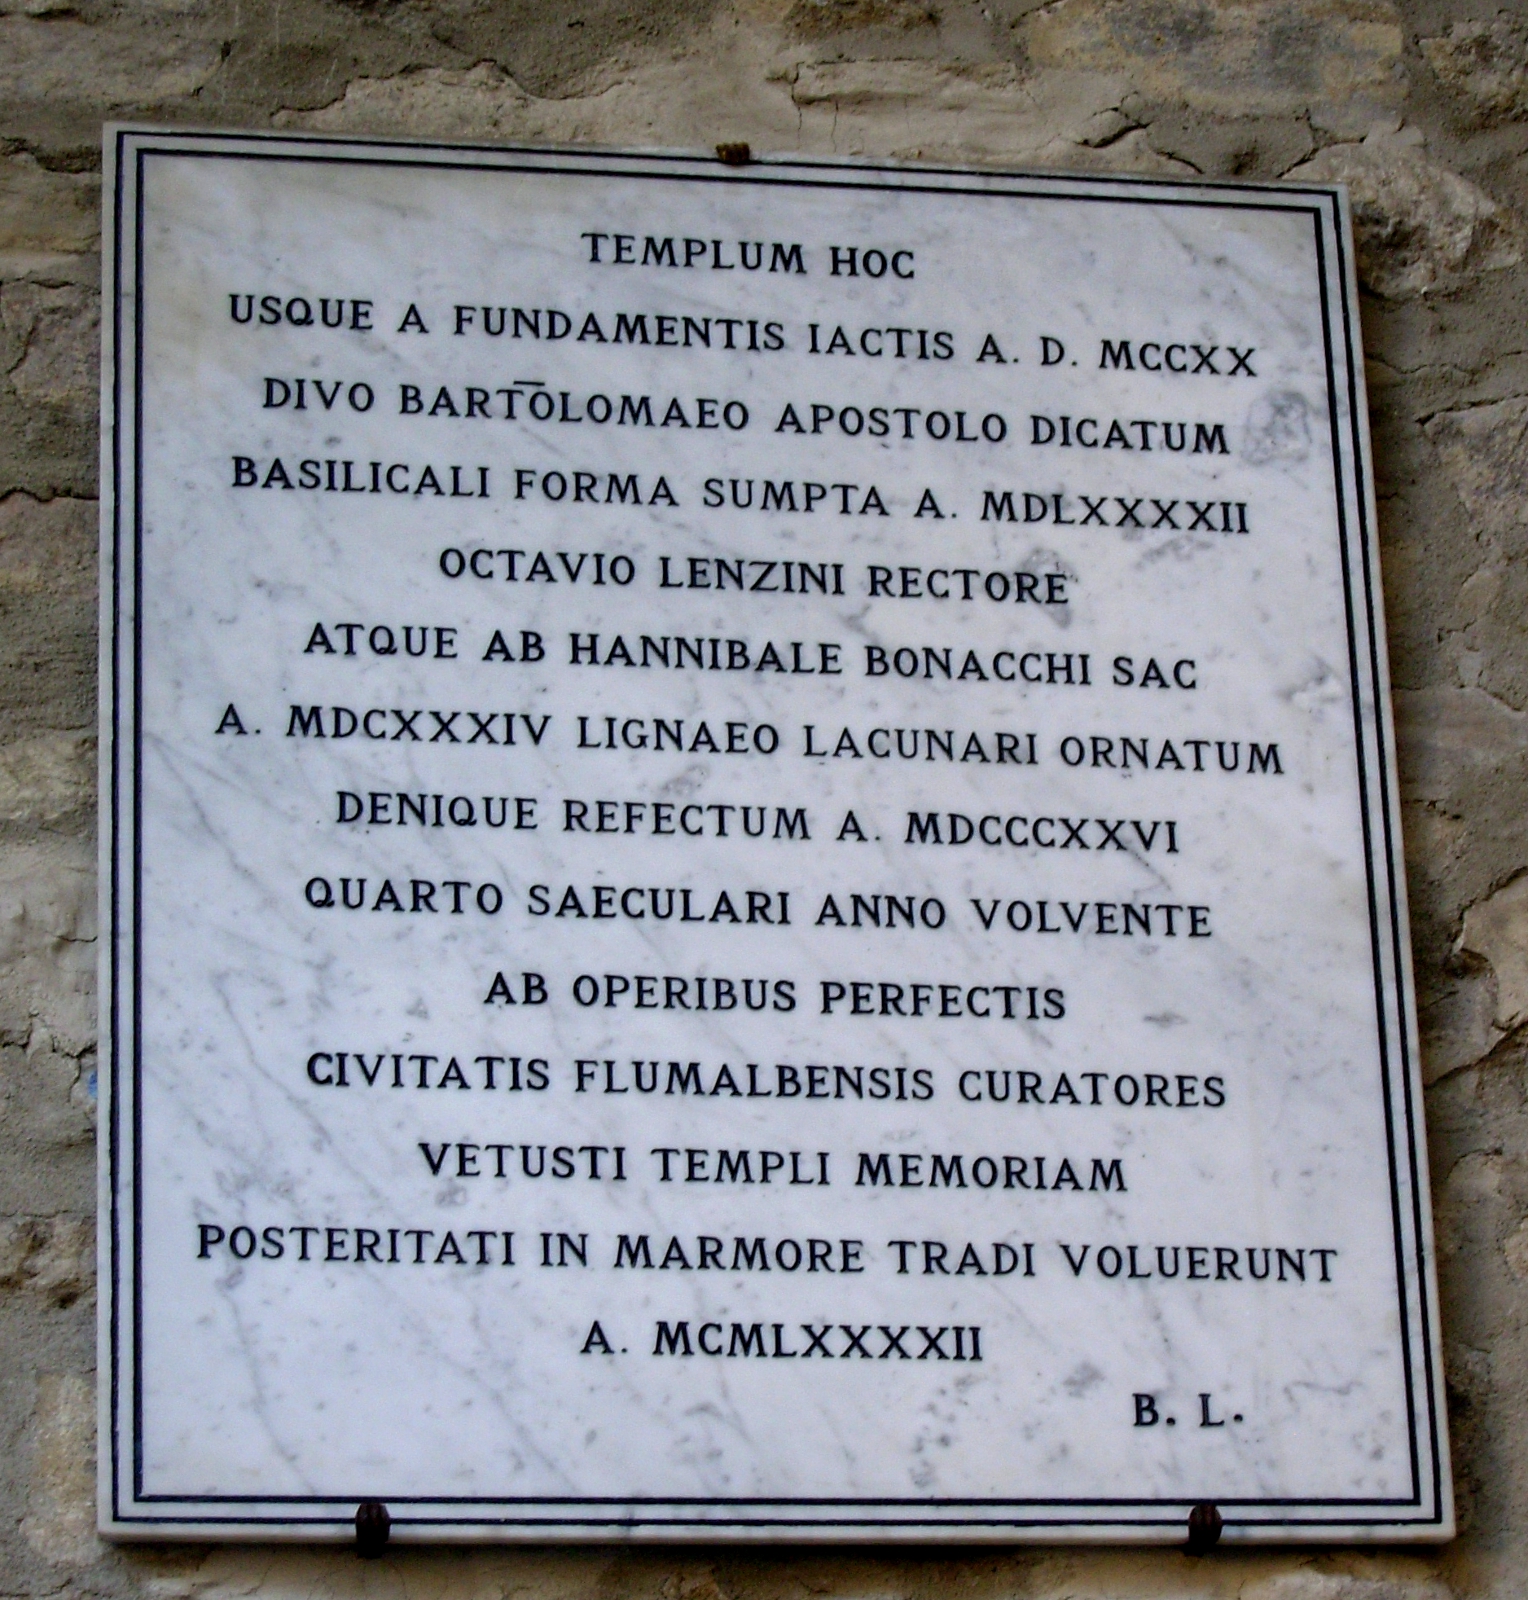 TEMPLUM HOC
USQUE A FUNDAMENTIS IACTIS A. D. MCCXX
DIVO BART̅O̅LOMAEO APOSTOLO DICATUM
BASILICALI FORMA SUMPTA A. MDLXXXXII
OCTAVIO LENZINI RECTORE
ATQUE AB HANNIBALE BONACCHI SAC
A. MDCXXXIV LIGNAEO LACUNARI ORNATUM
DENIQUE REFECTUM A. MDCCCXXVI
QUARTO SAECULARI ANNO VOLVENTE
AB OPERIBUS PERFECTIS
CIVITATIS FLUMALBENSIS CURATORES
VETUSTI TEMPLI MEMORIAM
POSTERITATI IN MARMORE TRADI VOLUERUNT
A. MCMLXXXXII
B. L.